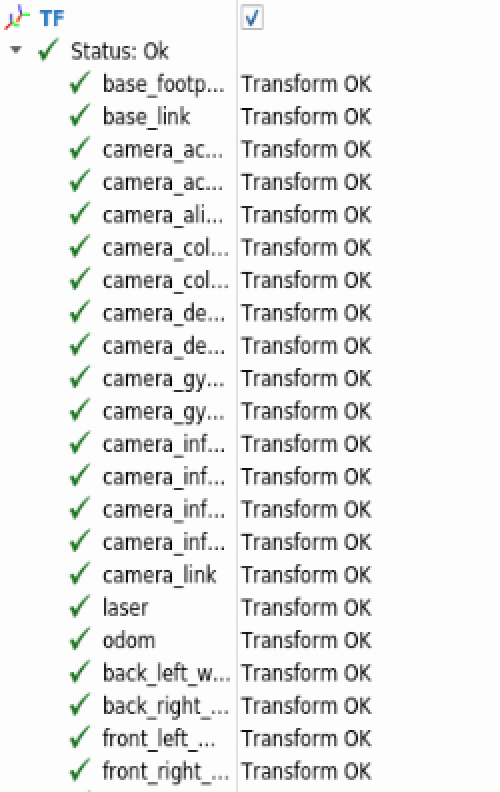 TF
Status: Ok
base_footp... Transform OK
base_link Transform OK
camera_ac... Transform OK
camera_ac... Transform OK
camera_ali... Transform OK
camera_col... Transform OK
camera_col... Transform OK
camera_de... Transform OK
camera_de... Transform OK
camera_gy... Transform OK
camera_gy... Transform OK
camera_inf... Transform OK
camera_inf... Transform OK
camera_inf... Transform OK
camera_inf... Transform OK
camera_link Transform OK
laser Transform OK
odom Transform OK
back_left_w... Transform OK
back_right_... Transform OK
front_left_... Transform OK
front_right_... Transform OK